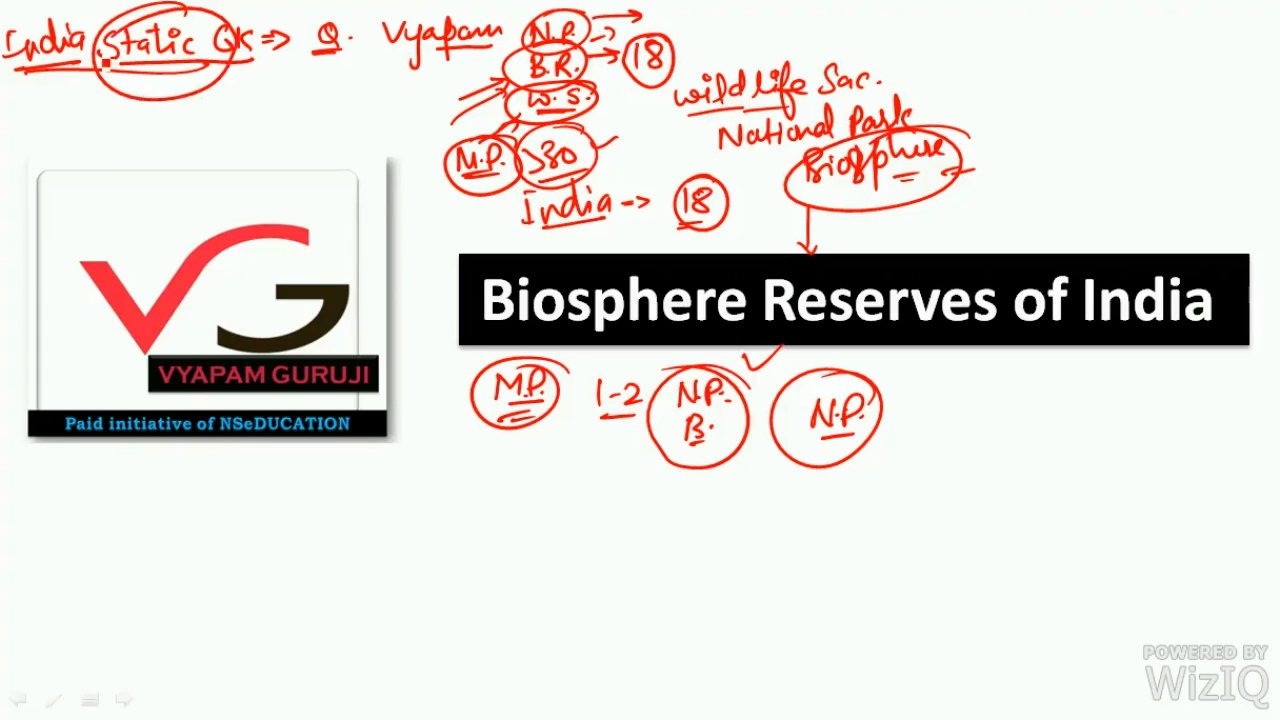 India Static GK => Q. Vyapam N.P.
B.R. 18
W.S.
M.P. >30
India -> 18
wildlife Sac.
National Park
Biosphere
Biosphere Reserves of India
VG
VYAPAM GURUJI
Paid initiative of NSeDUCATION
M.P. 1-2 N.P. N.P.
B.
POWERED BY
WizIQ